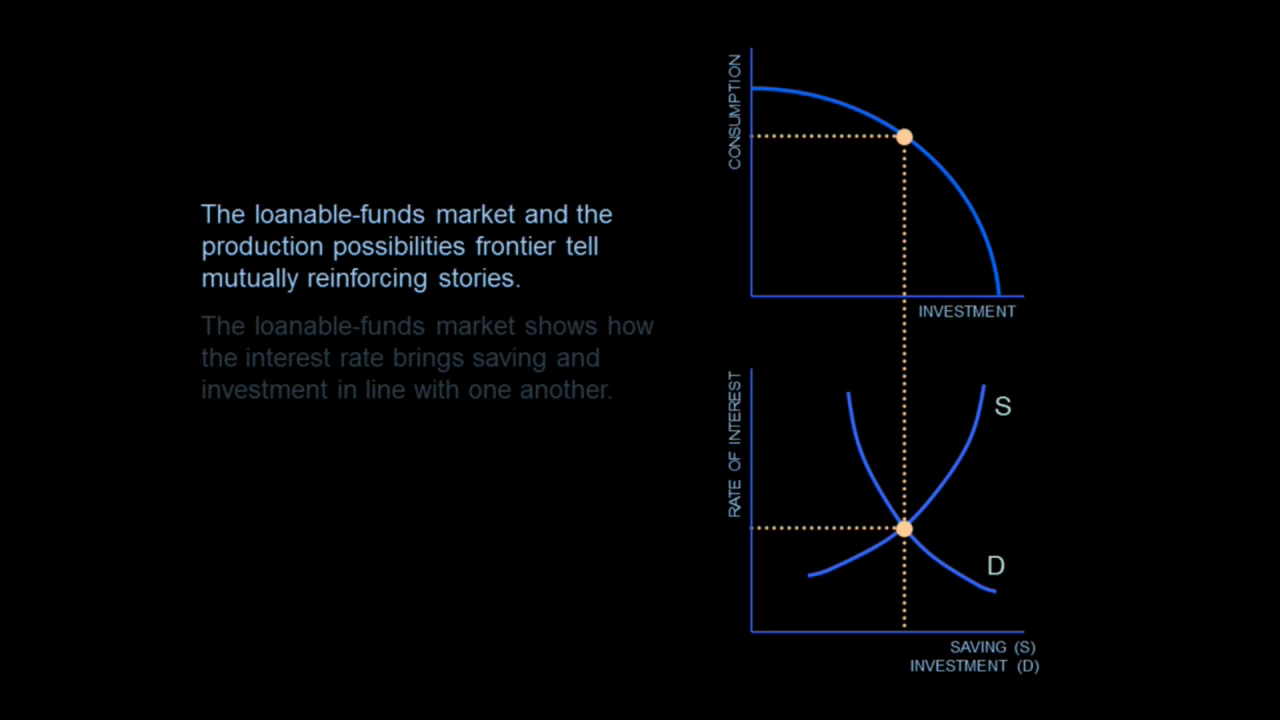 The loanable-funds market and the
production possibilities frontier tell
mutually reinforcing stories.
The loanable-funds market shows how
the interest rate brings saving and
investment in line with one another.
CONSUMPTION
INVESTMENT
RATE OF INTEREST
S
D
SAVING (S)
INVESTMENT (D)